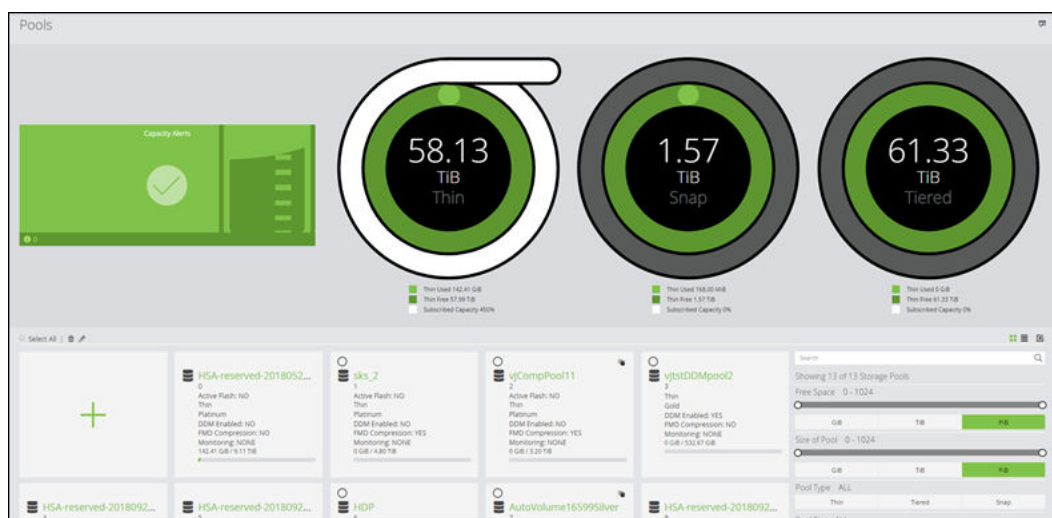 Pools
Capacity Alerts
0
58.13
TiB
Thin
Thin Used 142.41 GiB
Thin Free 57.99 TiB
Subscribed Capacity 450%
1.57
TiB
Snap
Thin Used 168.00 MiB
Thin Free 1.57 TiB
Subscribed Capacity 0%
61.33
TiB
Tiered
Thin Used 0 GiB
Thin Free 61.33 TiB
Subscribed Capacity 0%
Select All
HSA-reserved-2018052...
0
Active Flash: NO
Thin
Platinum
DDM Enabled: NO
FMD Compression: NO
Monitoring: NONE
142.41 GiB / 9.11 TiB
sks_2
1
Active Flash: NO
Thin
Platinum
DDM Enabled: NO
FMD Compression: YES
Monitoring: NONE
0 GiB / 4.80 TiB
vjCompPool11
2
Active Flash: NO
Thin
Platinum
DDM Enabled: NO
FMD Compression: YES
Monitoring: NONE
0 GiB / 3.20 TiB
vjtstDDMpool2
3
Thin
Gold
DDM Enabled: YES
FMD Compression: NO
Monitoring: NONE
0 GiB / 532.67 GiB
Search
Showing 13 of 13 Storage Pools
Free Space 0 - 1024
GiB TiB PiB
Size of Pool 0 - 1024
GiB TiB PiB
Pool Type ALL
Thin Tiered Snap
HSA-reserved-2018092...
HSA-reserved-2018092...
HDP
AutoVolume16599Silver
HSA-reserved-201809...